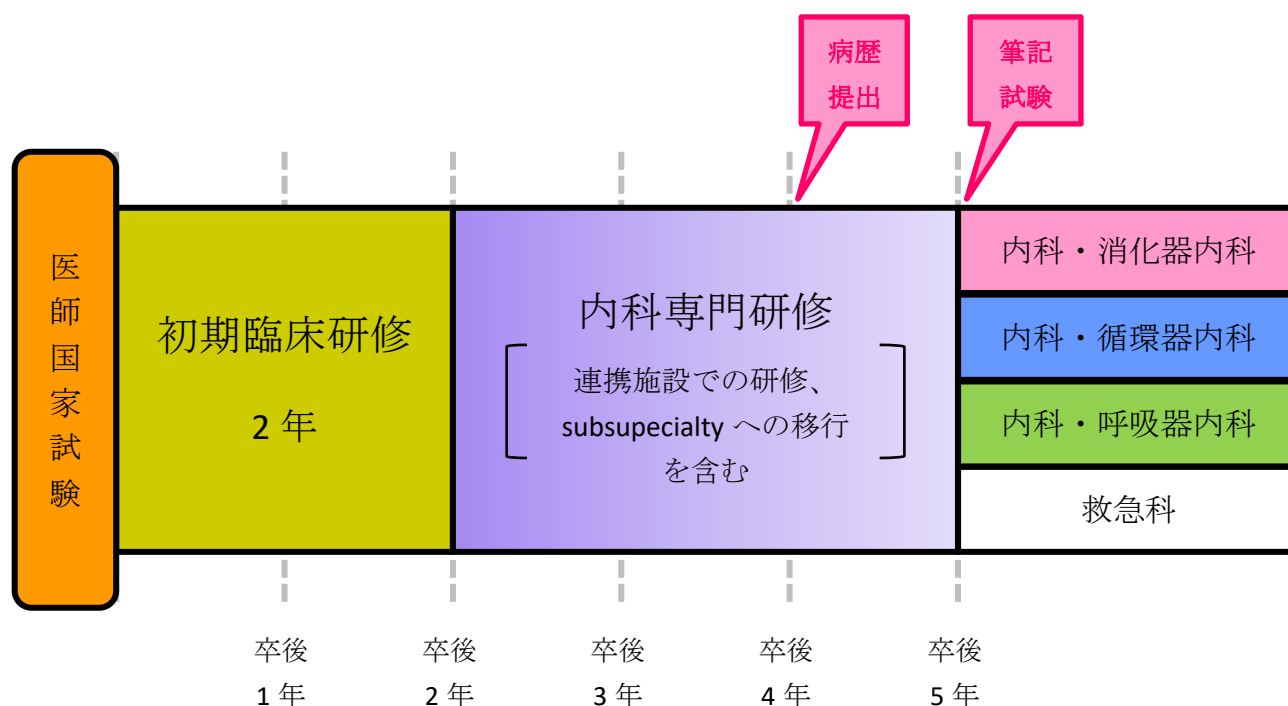 病歴
提出
筆記
試験
医師国家試験
初期臨床研修
2 年
内科専門研修
連携施設での研修、
subsupecialty への移行
を含む
内科・消化器内科
内科・循環器内科
内科・呼吸器内科
救急科
卒後
1 年
卒後
2 年
卒後
3 年
卒後
4 年
卒後
5 年